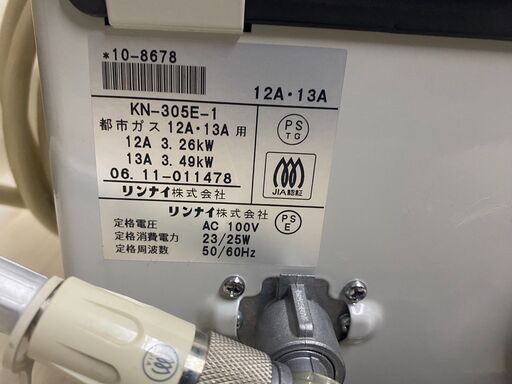 *10-8678
12A・13A
KN-305E-1
都市ガス 12A・13A 用
12A 3.26kW
13A 3.49kW
06.11-011478
リンナイ株式会社
PS
TG
JIA認証
リンナイ株式会社
定格電圧 AC 100V
定格消費電力 23/25W
定格周波数 50/60Hz
PS
E